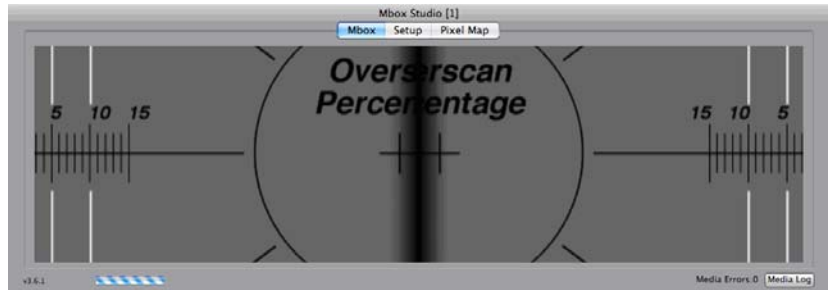 Mbox Studio [1]
Mbox Setup Pixel Map
Overserscan
Percenentage
5 10 15
15 10 5
v3.6.1
Media Errors:0 Media Log